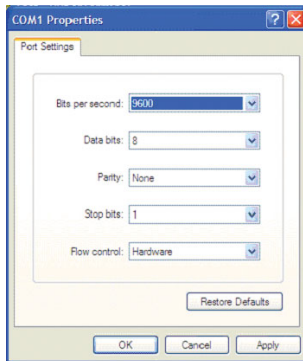 COM1 Properties
Port Settings
Bits per second: 9600
Data bits: 8
Parity: None
Stop bits: 1
Flow control: Hardware
Restore Defaults
OK Cancel Apply